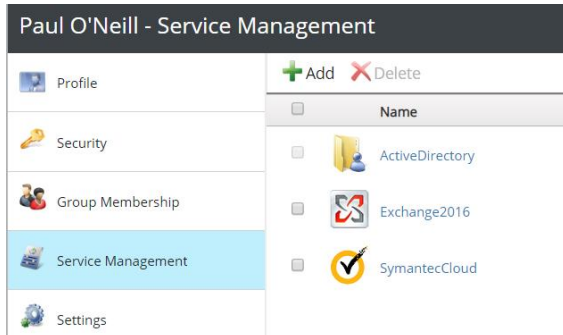 Paul O'Neill - Service Management
Profile
Security
Group Membership
Service Management
Settings
Add Delete
Name
ActiveDirectory
Exchange2016
SymantecCloud